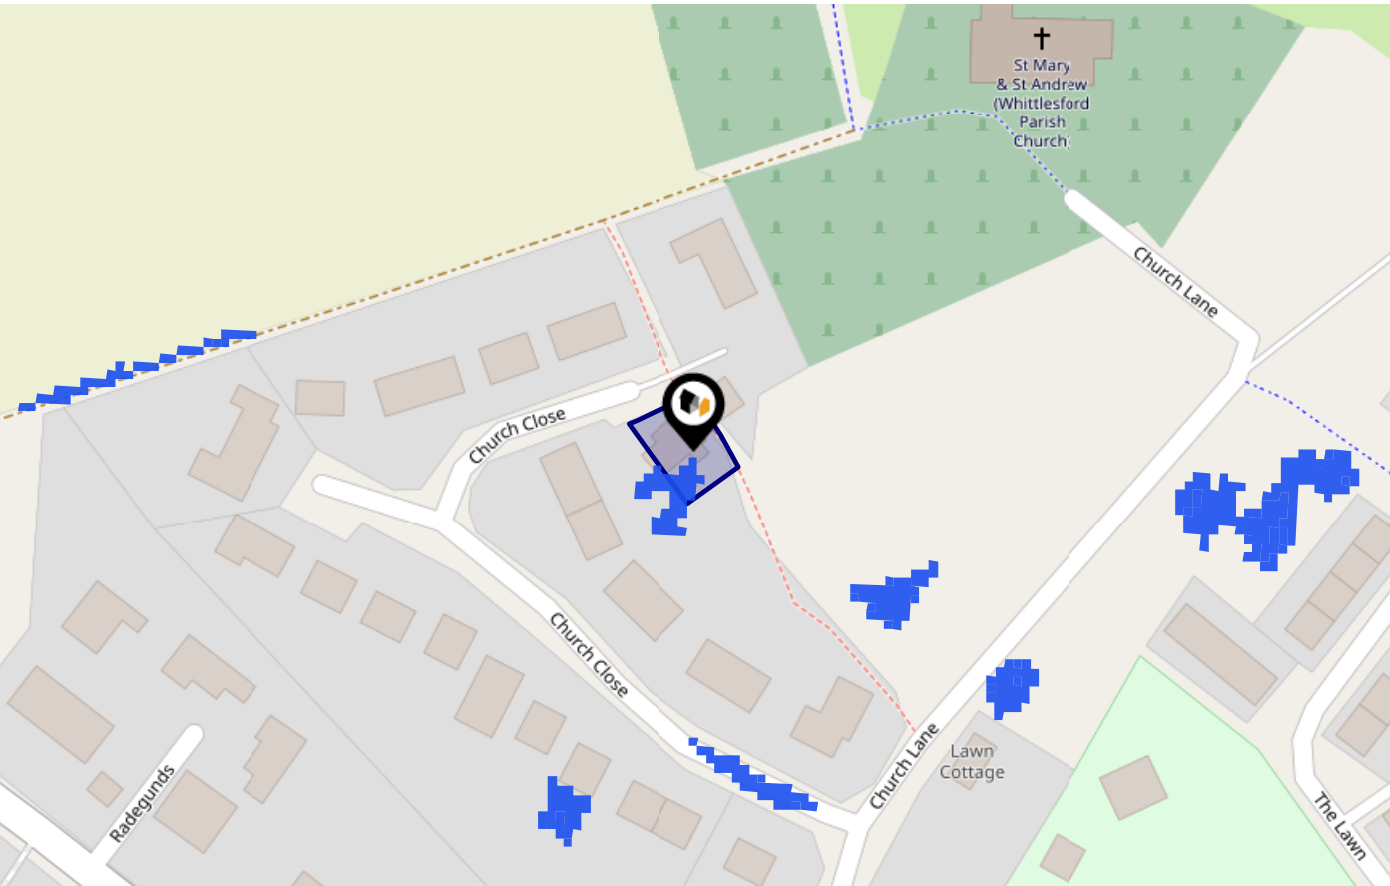 St Mary
& St Andrew
(Whittlesford
Parish
Church)
Church Lane
Church Close
Church Close
Church Lane
Lawn
Cottage
Radegunds
The Lawn